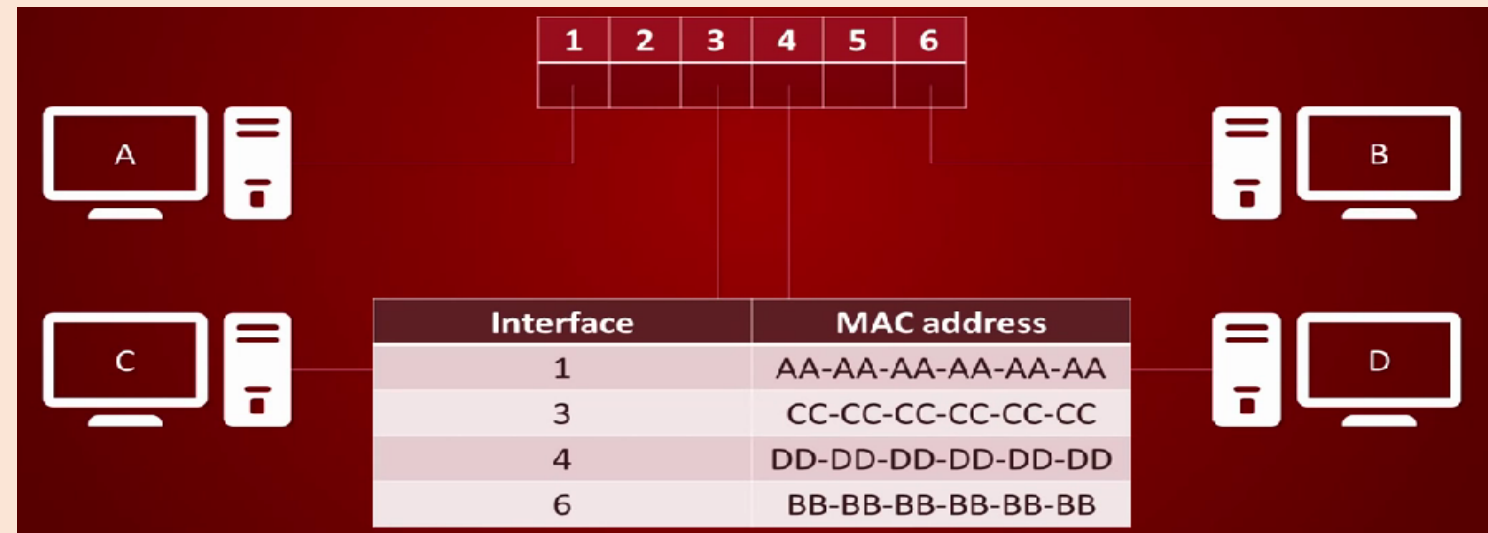 1 2 3 4 5 6
A
B
C
D
Interface MAC address
1 AA-AA-AA-AA-AA-AA
3 CC-CC-CC-CC-CC-CC
4 DD-DD-DD-DD-DD-DD
6 BB-BB-BB-BB-BB-BB